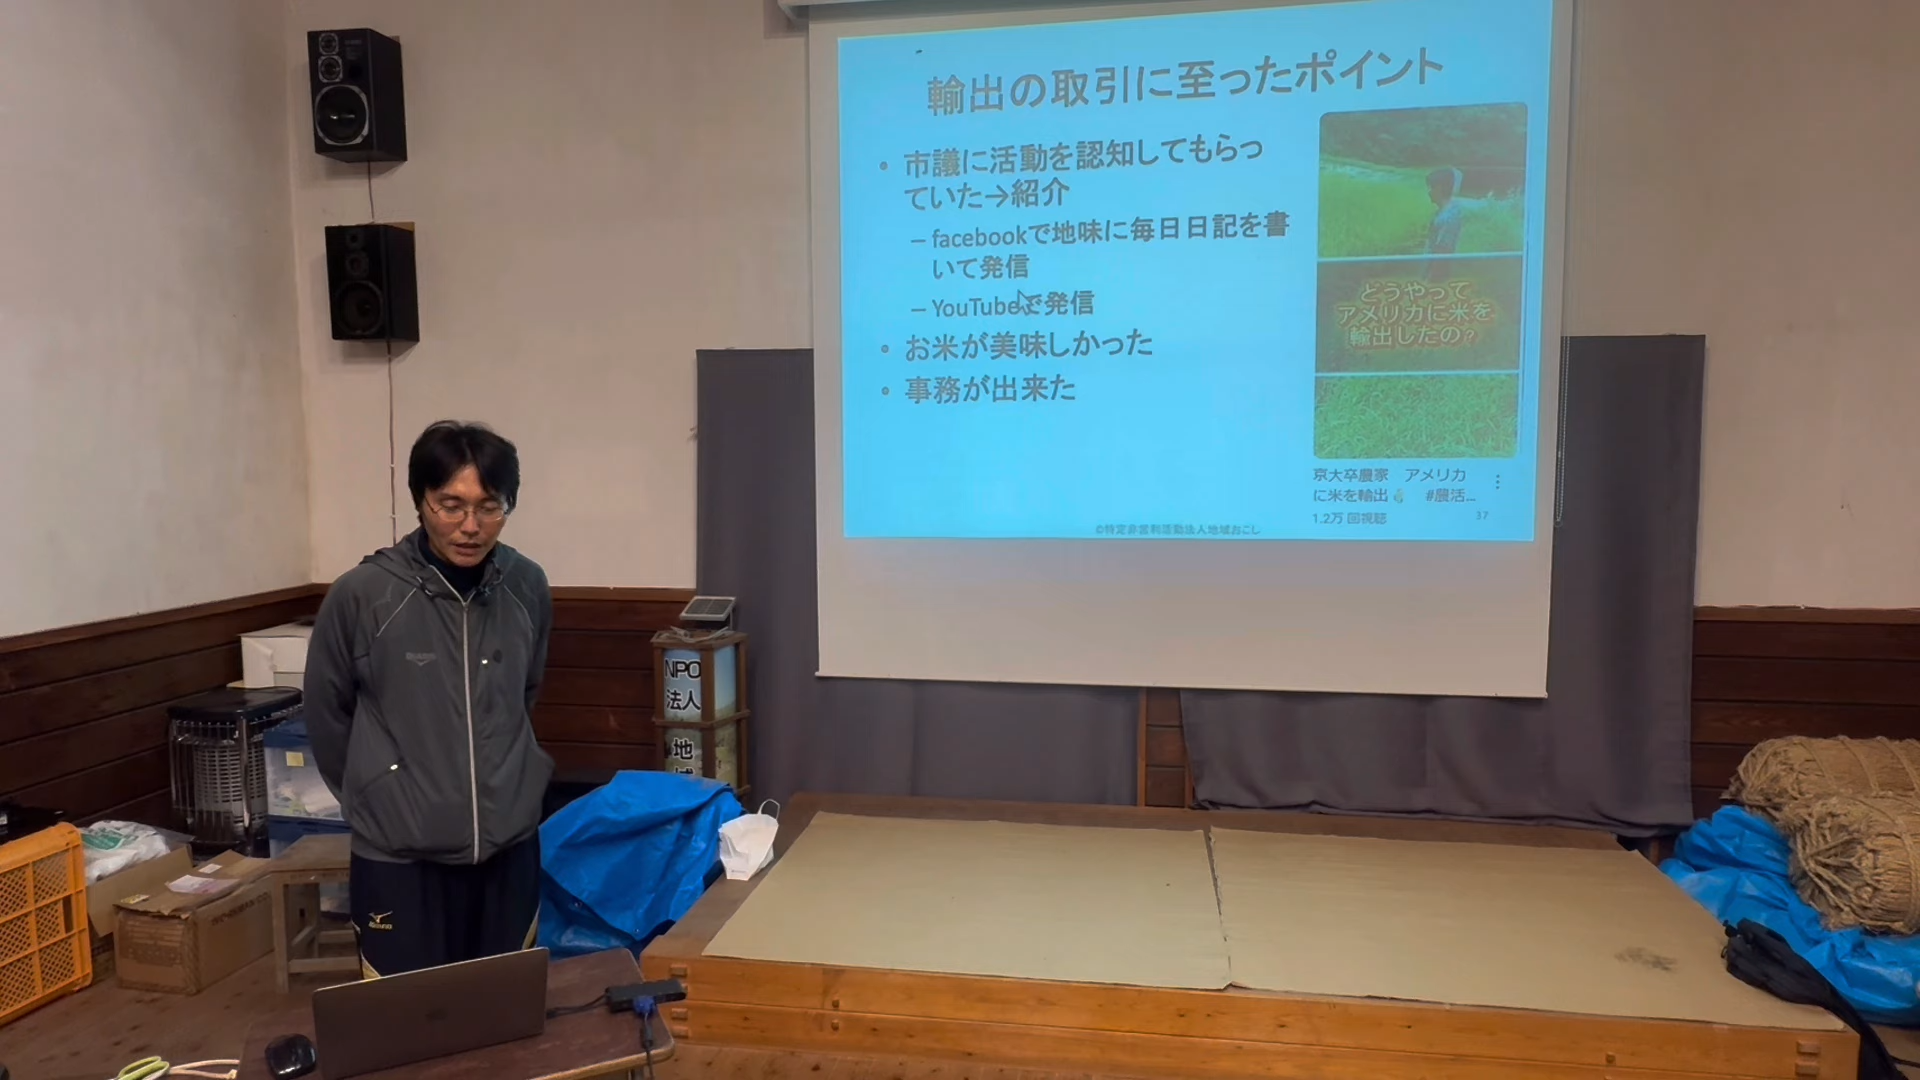 輸出の取引に至ったポイント
• 市議に活動を認知してもらっ
ていた→紹介
– facebookで地味に毎日日記を書
いて発信
– YouTubeで発信
• お米が美味しかった
• 事務が出来た
どうやって
アメリカに米を
輸出したの?
京大卒農家 アメリカ
に米を輸出 #農活...
1.2万 回視聴
37
©特定非営利活動法人地域おこし
NPO
法人
地
域